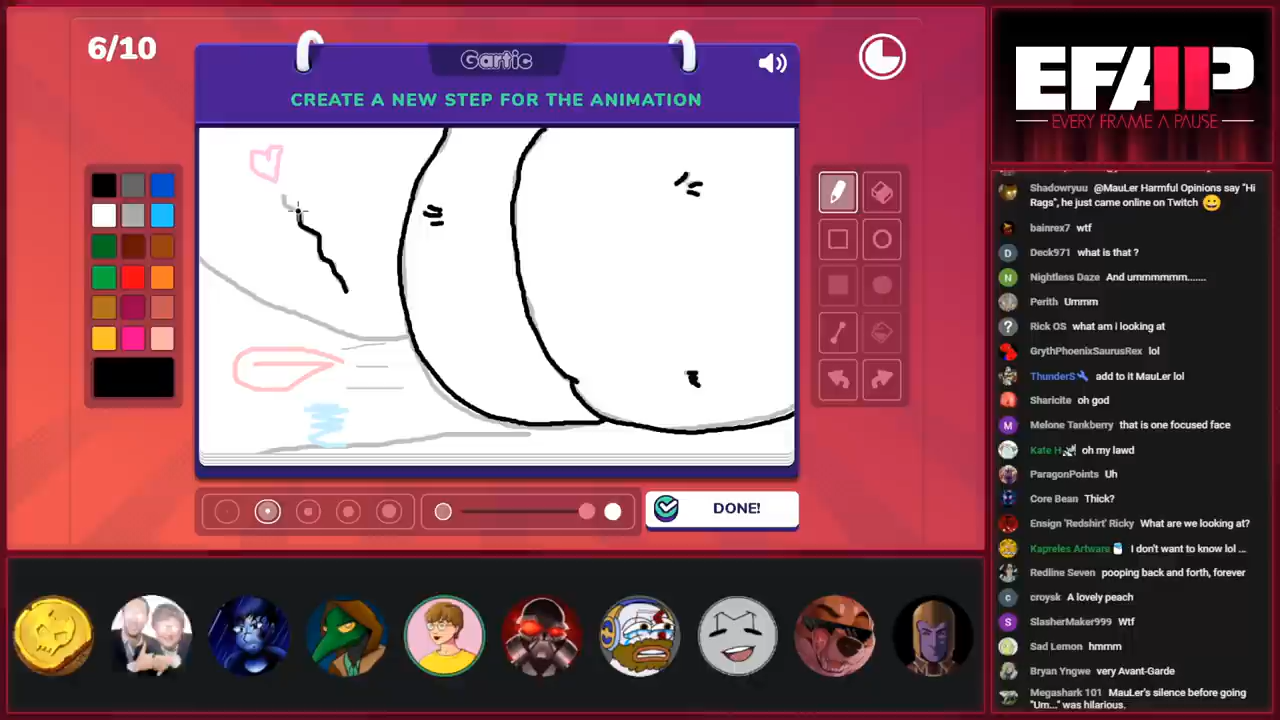 6/10
Gartic
CREATE A NEW STEP FOR THE ANIMATION
DONE!
EFAP
EVERY FRAME A PAUSE
Shadowryuu @MauLer Harmful Opinions say "Hi
Rags", he just came online on Twitch
bainrex7 wtf
Deck971 what is that ?
Nightless Daze And ummmmmm.......
Perith Ummm
Rick OS what am i looking at
GrythPhoenixSaurusRex lol
ThunderS add to it MauLer lol
Sharicite oh god
Melone Tankberry that is one focused face
Kate H oh my lawd
ParagonPoints Uh
Core Bean Thick?
Ensign 'Redshirt' Ricky What are we looking at?
Kapreles Artware I don't want to know lol ...
Redline Seven pooping back and forth, forever
croysk A lovely peach
SlasherMaker999 Wtf
Sad Lemon hmmm
Bryan Yngwe very Avant-Garde
Megashark 101 MauLer's silence before going
"Um..." was hilarious.